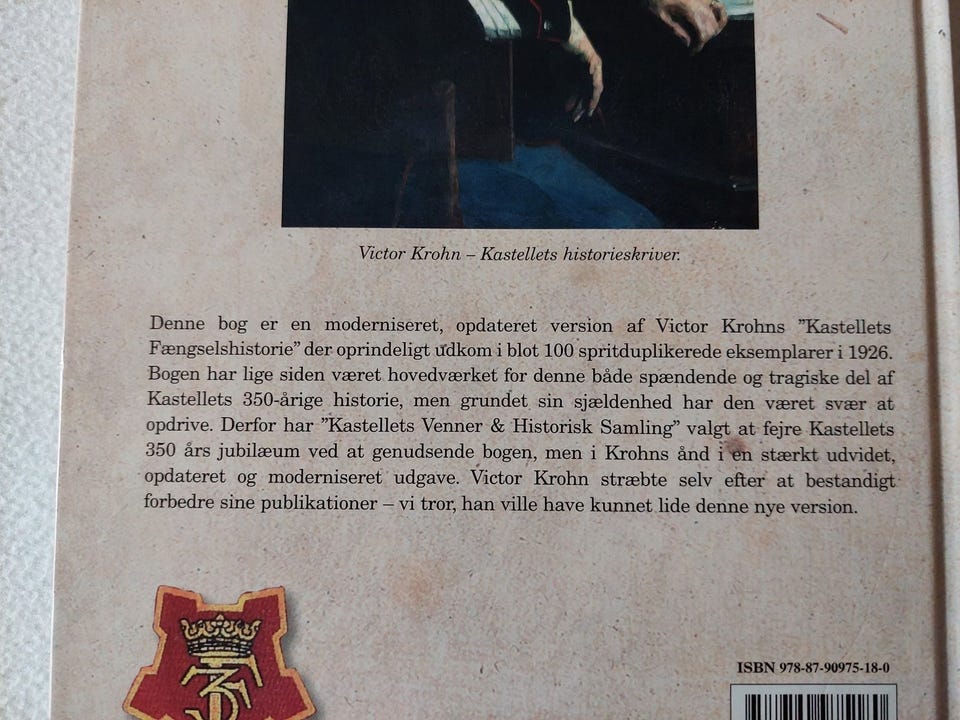 Victor Krohn – Kastellets historieskriver.
Denne bog er en moderniseret, opdateret version af Victor Krohns ”Kastellets
Fængselshistorie” der oprindeligt udkom i blot 100 spritduplikerede eksemplarer i 1926.
Bogen har lige siden været hovedværket for denne både spændende og tragiske del af
Kastellets 350-årige historie, men grundet sin sjældenhed har den været svær at
opdrive. Derfor har ”Kastellets Venner & Historisk Samling” valgt at fejre Kastellets
350 års jubilæum ved at genudsende bogen, men i Krohns ånd i en stærkt udvidet,
opdateret og moderniseret udgave. Victor Krohn stræbte selv efter at bestandigt
forbedre sine publikationer – vi tror, han ville have kunnet lide denne nye version.
ISBN 978-87-90975-18-0